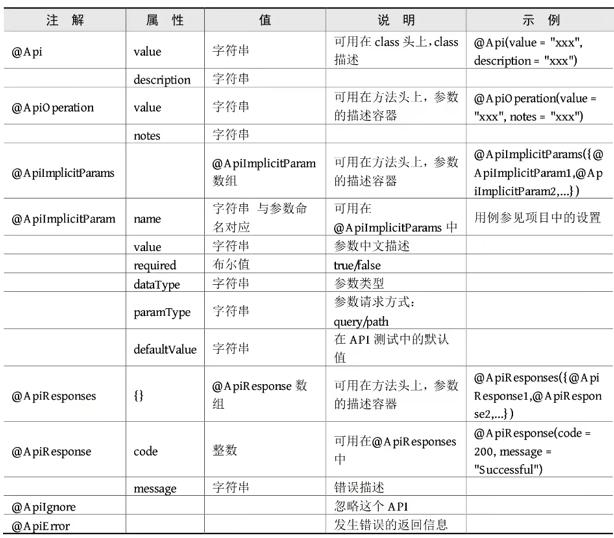 注 解 属 性 值 说 明 示 例
@Api value 字符串 可用在 class 头上，class 描述 @Api(value = "xxx", description = "xxx")
description 字符串
@ApiOperation value 字符串 可用在方法头上，参数的描述容器 @ApiOperation(value = "xxx", notes = "xxx")
notes 字符串
@ApiImplicitParams @ApiImplicitParam 数组 可用在方法头上，参数的描述容器 @ApiImplicitParams({@ApiImplicitParam1,@ApiImplicitParam2,...})
@ApiImplicitParam name 字符串 与参数命名对应 可用在 @ApiImplicitParams 中 用例参见项目中的设置
value 字符串 参数中文描述
required 布尔值 true/false
dataType 字符串 参数类型
paramType 字符串 参数请求方式：query/path
defaultValue 字符串 在 API 测试中的默认值
@ApiResponses {} @ApiResponse 数组 可用在方法头上，参数的描述容器 @ApiResponses({@ApiResponse1,@ApiResponse2,...})
@ApiResponse code 整数 可用在@ApiResponses 中 @ApiResponse(code = 200, message = "Successful")
message 字符串 错误描述
@ApiIgnore 忽略这个 API
@ApiError 发生错误的返回信息